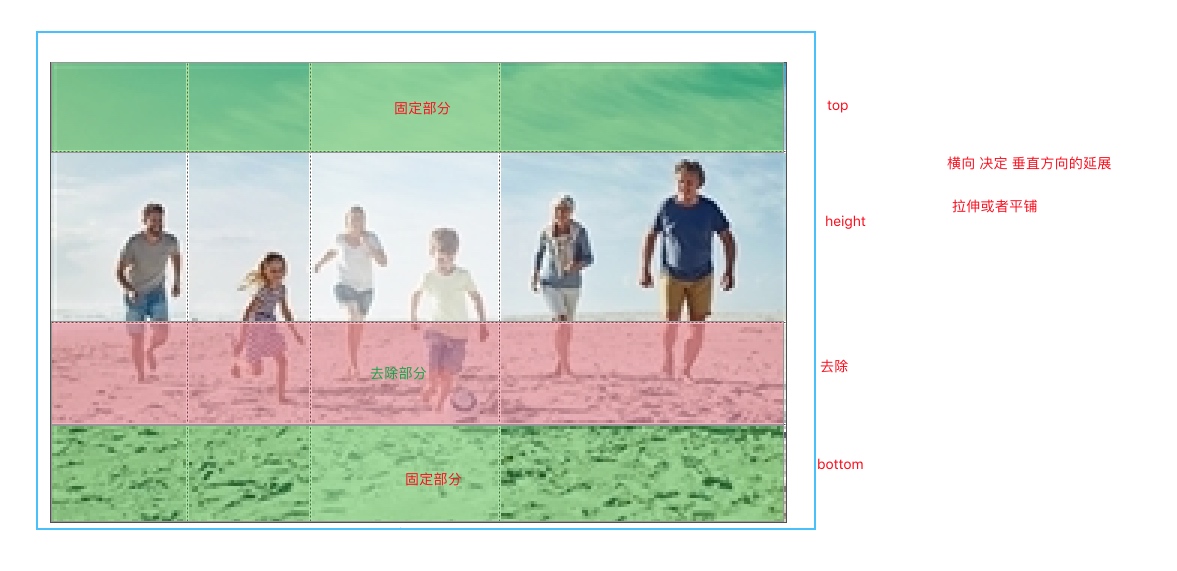 固定部分
top
横向 决定 垂直方向的延展
拉伸或者平铺
height
去除部分
去除
固定部分
bottom